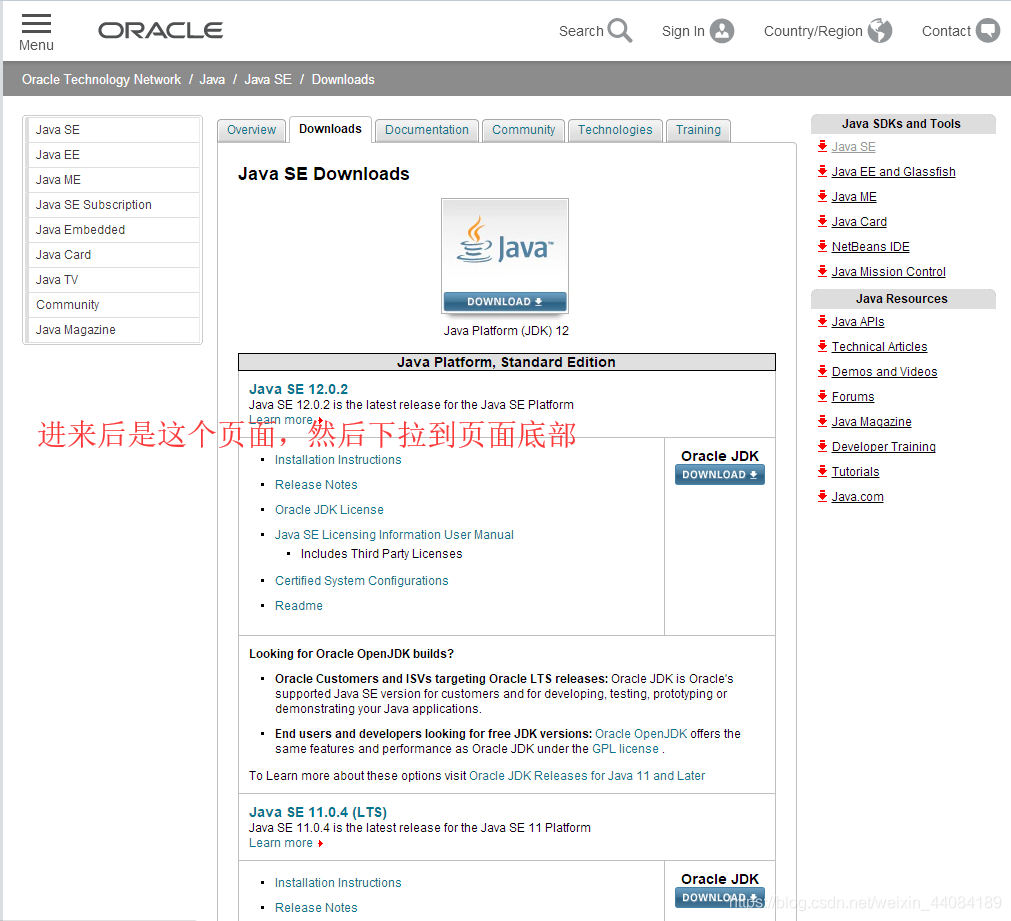 Menu
ORACLE
Search
Sign In
Country/Region
Contact
Oracle Technology Network / Java / Java SE / Downloads
Java SE
Java EE
Java ME
Java SE Subscription
Java Embedded
Java Card
Java TV
Community
Java Magazine
Overview
Downloads
Documentation
Community
Technologies
Training
Java SE Downloads
Java™
DOWNLOAD
Java Platform (JDK) 12
Java Platform, Standard Edition
Java SE 12.0.2
Java SE 12.0.2 is the latest release for the Java SE Platform
Learn more
进来后是这个页面，然后下拉到页面底部
Installation Instructions
Release Notes
Oracle JDK License
Java SE Licensing Information User Manual
Includes Third Party Licenses
Certified System Configurations
Readme
Oracle JDK
DOWNLOAD
Looking for Oracle OpenJDK builds?
Oracle Customers and ISVs targeting Oracle LTS releases: Oracle JDK is Oracle's
supported Java SE version for customers and for developing, testing, prototyping or
demonstrating your Java applications.
End users and developers looking for free JDK versions: Oracle OpenJDK offers the
same features and performance as Oracle JDK under the GPL license .
To Learn more about these options visit Oracle JDK Releases for Java 11 and Later
Java SE 11.0.4 (LTS)
Java SE 11.0.4 is the latest release for the Java SE 11 Platform
Learn more
Installation Instructions
Release Notes
Oracle JDK
DOWNLOAD
Java SDKs and Tools
Java SE
Java EE and Glassfish
Java ME
Java Card
NetBeans IDE
Java Mission Control
Java Resources
Java APIs
Technical Articles
Demos and Videos
Forums
Java Magazine
Developer Training
Tutorials
Java.com
https://blog.csdn.net/weixin_44084189